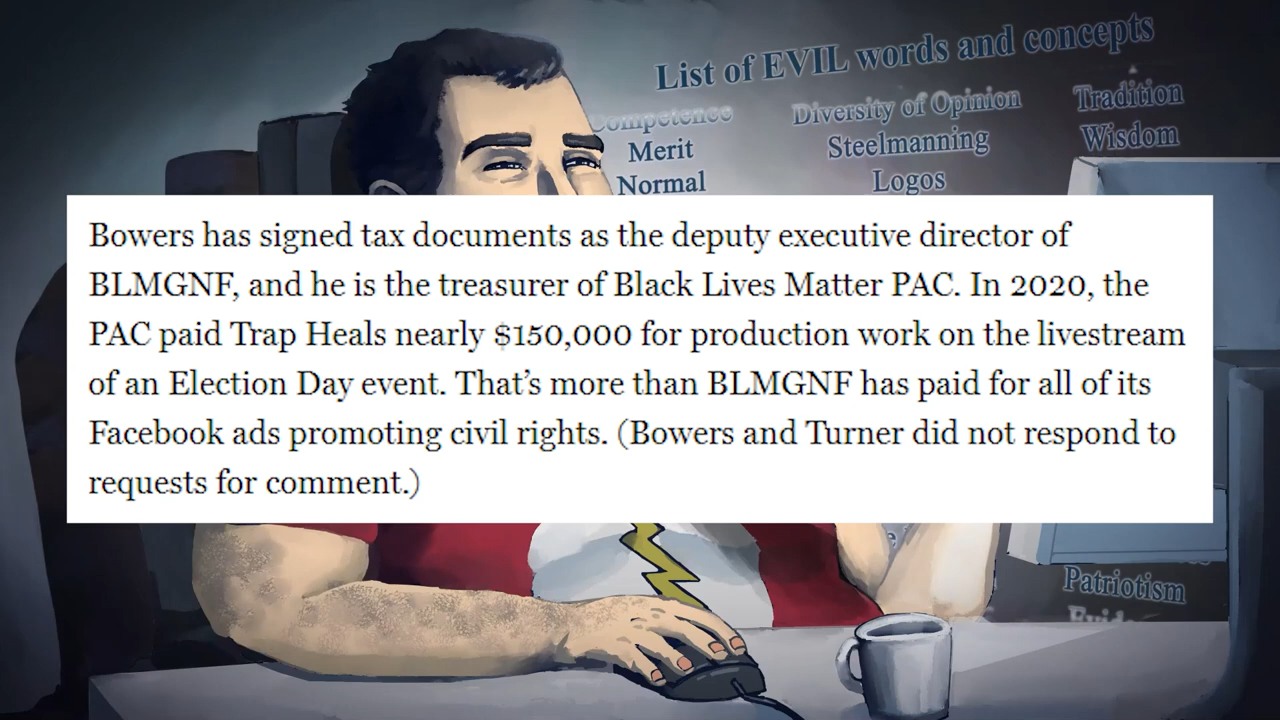 List of EVIL words and concepts
Competence
Diversity of Opinion
Tradition
Merit
Steelmanning
Wisdom
Normal
Logos
Bowers has signed tax documents as the deputy executive director of
BLMGNF, and he is the treasurer of Black Lives Matter PAC. In 2020, the
PAC paid Trap Heals nearly $150,000 for production work on the livestream
of an Election Day event. That’s more than BLMGNF has paid for all of its
Facebook ads promoting civil rights. (Bowers and Turner did not respond to
requests for comment.)
Patriotism